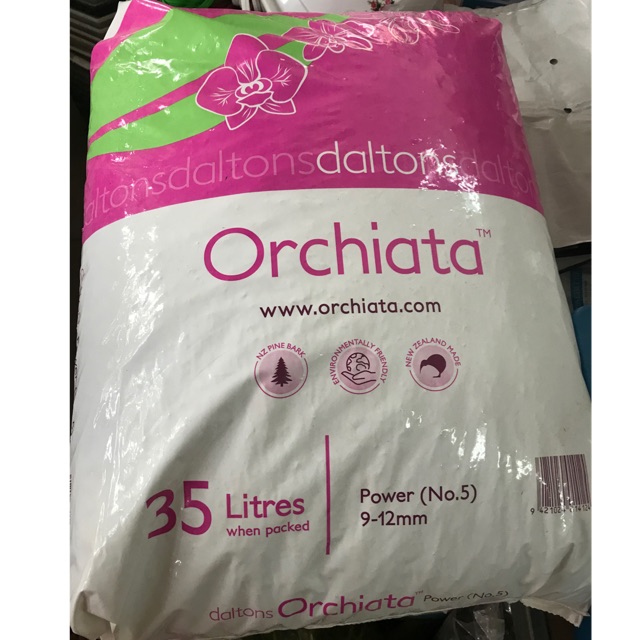 daltonsdaltonsdaltons
Orchiata™
www.orchiata.com
NZ PINE BARK
ENVIRONMENTALLY FRIENDLY
NEW ZEALAND MADE
35 Litres
when packed
Power (No.5)
9-12mm
daltons Orchiata™ Power (No.5)